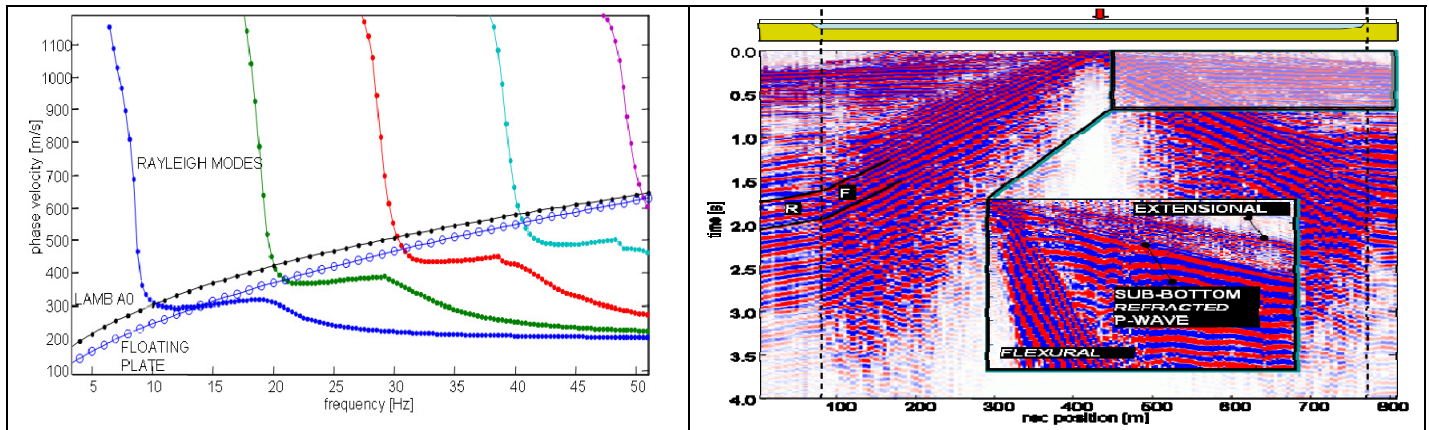 1100
1000
900
800
700
600
500
400
300
200
100
phase velocity [m/s]
RAYLEIGH MODES
LAMB A0
FLOATING
PLATE
5 10 15 20 25 30 35 40 45 50
frequency [Hz]
0.0
0.5
1.0
1.5
2.0
2.5
3.0
3.5
4.0
time [s]
R
F
EXTENSIONAL
SUB-BOTTOM
REFRACTED
P-WAVE
FLEXURAL
100 200 300 400 500 600 700 800
rec position [m]